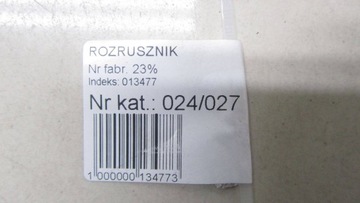 ROZRUSZNIK
Nr fabr. 23%
Indeks: 013477
Nr kat.: 024/027
1 000000 134773